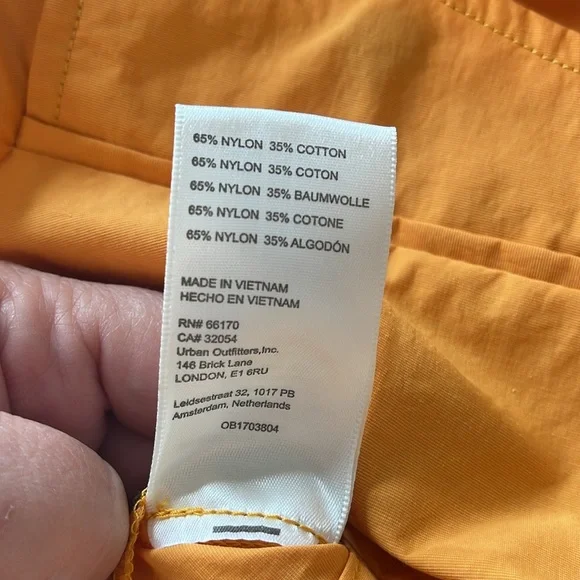 65% NYLON 35% COTTON
65% NYLON 35% COTON
65% NYLON 35% BAUMWOLLE
65% NYLON 35% COTONE
65% NYLON 35% ALGODÓN
MADE IN VIETNAM
HECHO EN VIETNAM
RN# 66170
CA# 32054
Urban Outfitters,Inc.
146 Brick Lane
LONDON, E1 6RU
Leidsestraat 32, 1017 PB
Amsterdam, Netherlands
OB1703804